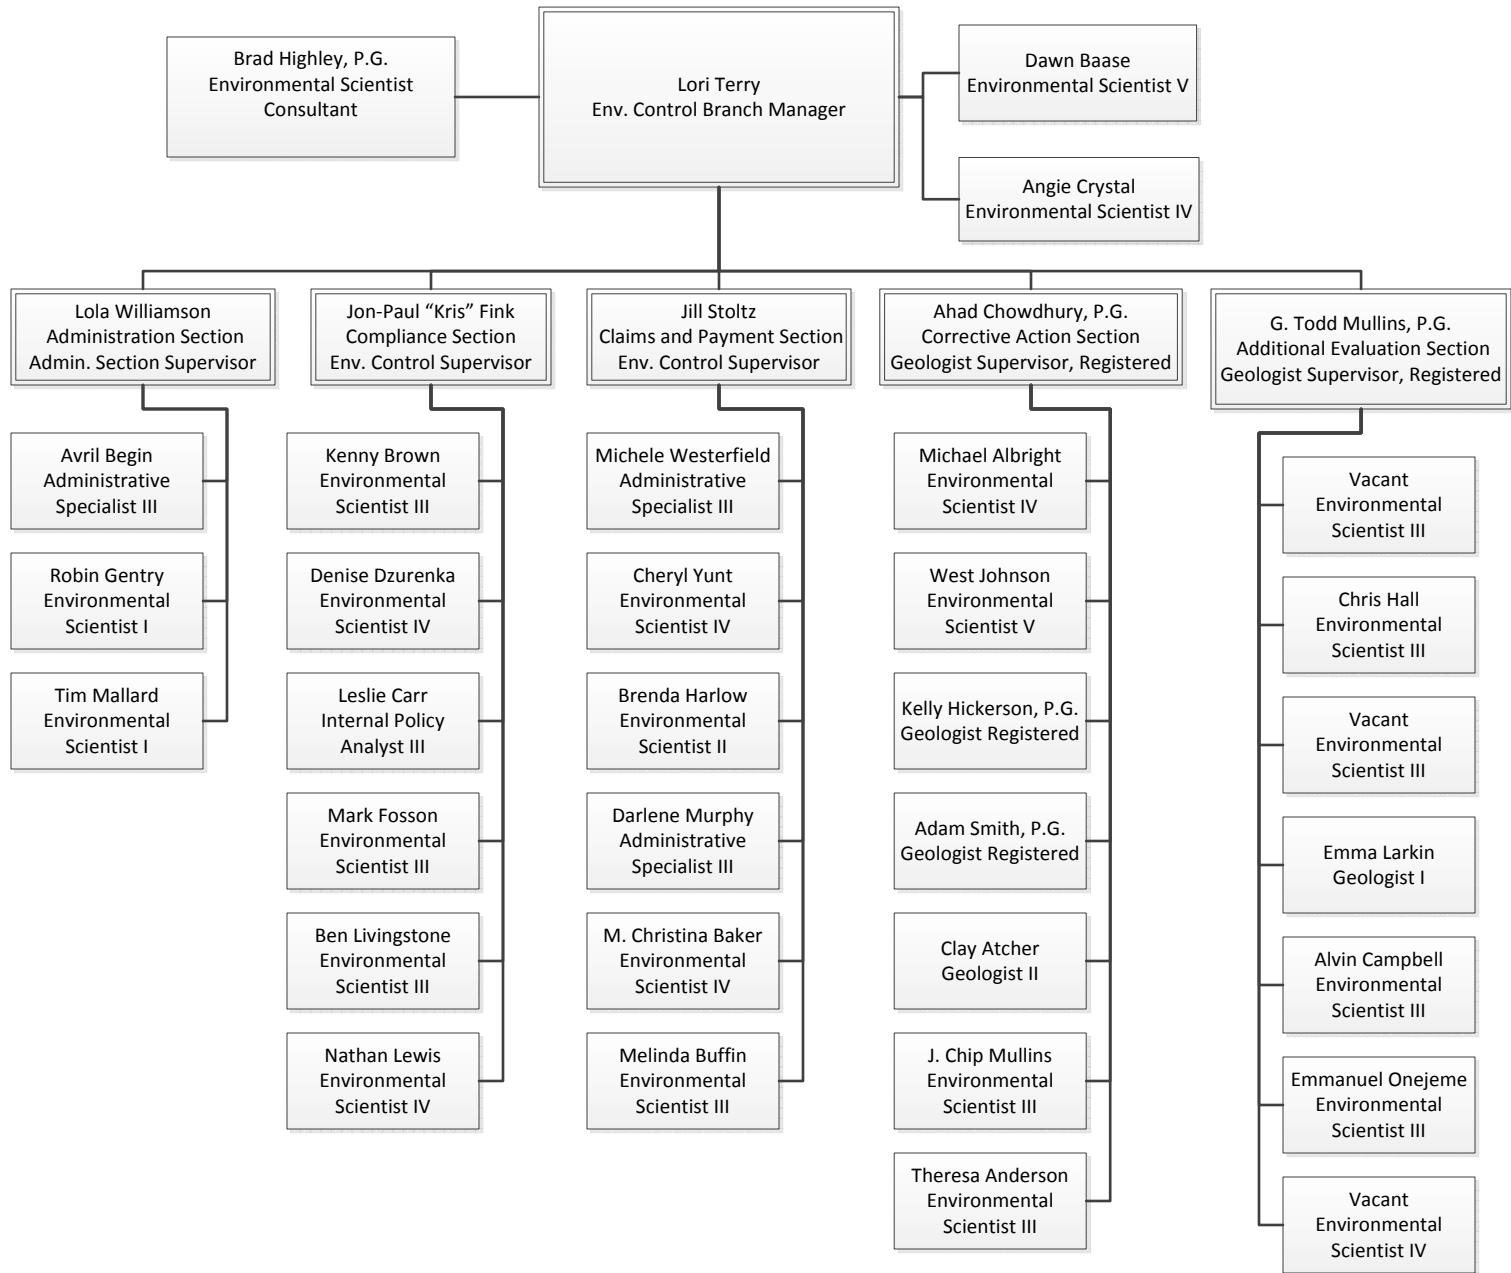 Brad Highley, P.G.
Environmental Scientist
Consultant
Lori Terry
Env. Control Branch Manager
Dawn Baase
Environmental Scientist V
Angie Crystal
Environmental Scientist IV
Lola Williamson
Administration Section
Admin. Section Supervisor
Jon-Paul “Kris” Fink
Compliance Section
Env. Control Supervisor
Jill Stoltz
Claims and Payment Section
Env. Control Supervisor
Ahad Chowdhury, P.G.
Corrective Action Section
Geologist Supervisor, Registered
G. Todd Mullins, P.G.
Additional Evaluation Section
Geologist Supervisor, Registered
Avril Begin
Administrative
Specialist III
Robin Gentry
Environmental
Scientist I
Tim Mallard
Environmental
Scientist I
Kenny Brown
Environmental
Scientist III
Denise Dzurenka
Environmental
Scientist IV
Leslie Carr
Internal Policy
Analyst III
Mark Fosson
Environmental
Scientist III
Ben Livingstone
Environmental
Scientist III
Nathan Lewis
Environmental
Scientist IV
Michele Westerfield
Administrative
Specialist III
Cheryl Yunt
Environmental
Scientist IV
Brenda Harlow
Environmental
Scientist II
Darlene Murphy
Administrative
Specialist III
M. Christina Baker
Environmental
Scientist IV
Melinda Buffin
Environmental
Scientist III
Michael Albright
Environmental
Scientist IV
West Johnson
Environmental
Scientist V
Kelly Hickerson, P.G.
Geologist Registered
Adam Smith, P.G.
Geologist Registered
Clay Atcher
Geologist II
J. Chip Mullins
Environmental
Scientist III
Theresa Anderson
Environmental
Scientist III
Vacant
Environmental
Scientist III
Chris Hall
Environmental
Scientist III
Vacant
Environmental
Scientist III
Emma Larkin
Geologist I
Alvin Campbell
Environmental
Scientist III
Emmanuel Onejeme
Environmental
Scientist III
Vacant
Environmental
Scientist IV